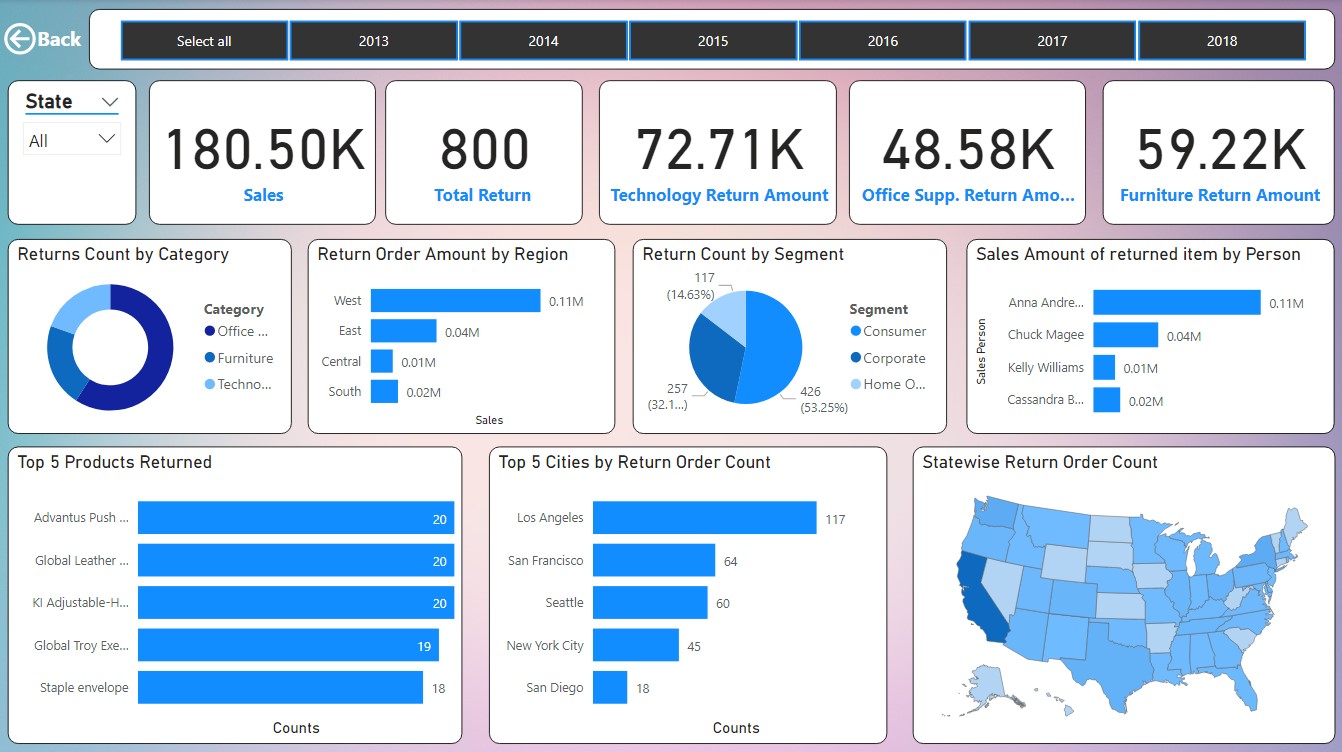 Back
Select all
2013
2014
2015
2016
2017
2018
State
All
180.50K
Sales
800
Total Return
72.71K
Technology Return Amount
48.58K
Office Supp. Return Amo...
59.22K
Furniture Return Amount
Returns Count by Category
Category
Office ...
Furniture
Techno...
Return Order Amount by Region
West 0.11M
East 0.04M
Central 0.01M
South 0.02M
Sales
Return Count by Segment
117
(14.63%)
257
(32.1...)
426
(53.25%)
Segment
Consumer
Corporate
Home O...
Sales Amount of returned item by Person
Sales Person
Anna Andre... 0.11M
Chuck Magee 0.04M
Kelly Williams 0.01M
Cassandra B... 0.02M
Top 5 Products Returned
Advantus Push ... 20
Global Leather ... 20
KI Adjustable-H... 20
Global Troy Exe... 19
Staple envelope 18
Counts
Top 5 Cities by Return Order Count
Los Angeles 117
San Francisco 64
Seattle 60
New York City 45
San Diego 18
Counts
Statewise Return Order Count